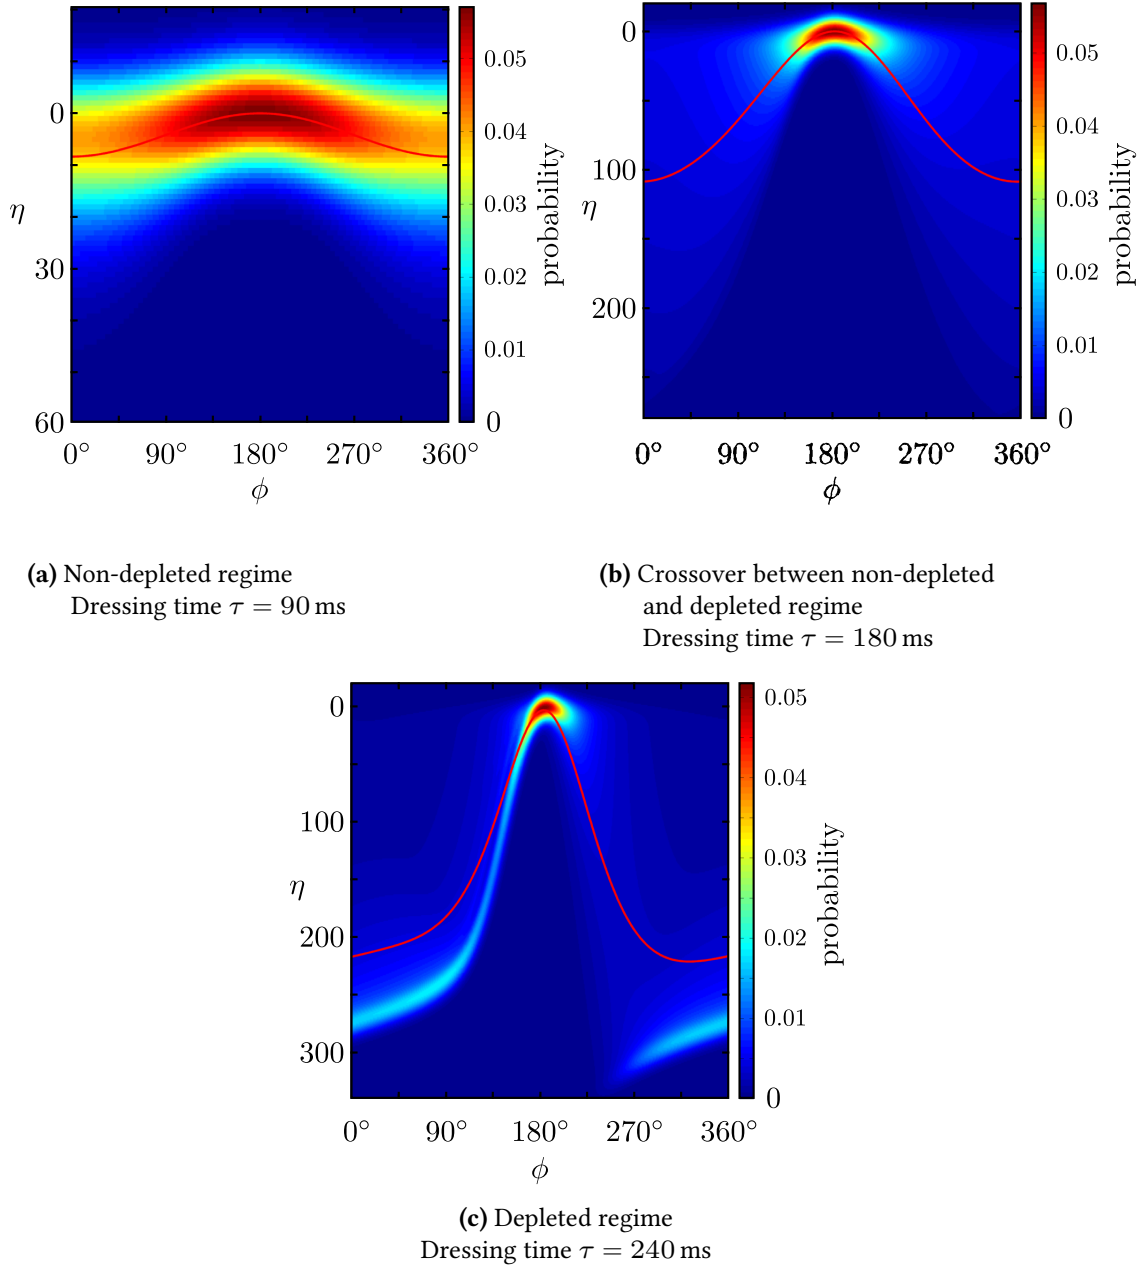 0
30
60
η
0° 90° 180° 270° 360°
ϕ
0.05
0.04
0.03
0.02
0.01
0
probability
0
100
200
η
0° 90° 180° 270° 360°
ϕ
0.05
0.04
0.03
0.02
0.01
0
probability
(a) Non-depleted regime
Dressing time τ = 90 ms
(b) Crossover between non-depleted
and depleted regime
Dressing time τ = 180 ms
0
100
200
300
η
0° 90° 180° 270° 360°
ϕ
0.05
0.04
0.03
0.02
0.01
0
probability
(c) Depleted regime
Dressing time τ = 240 ms